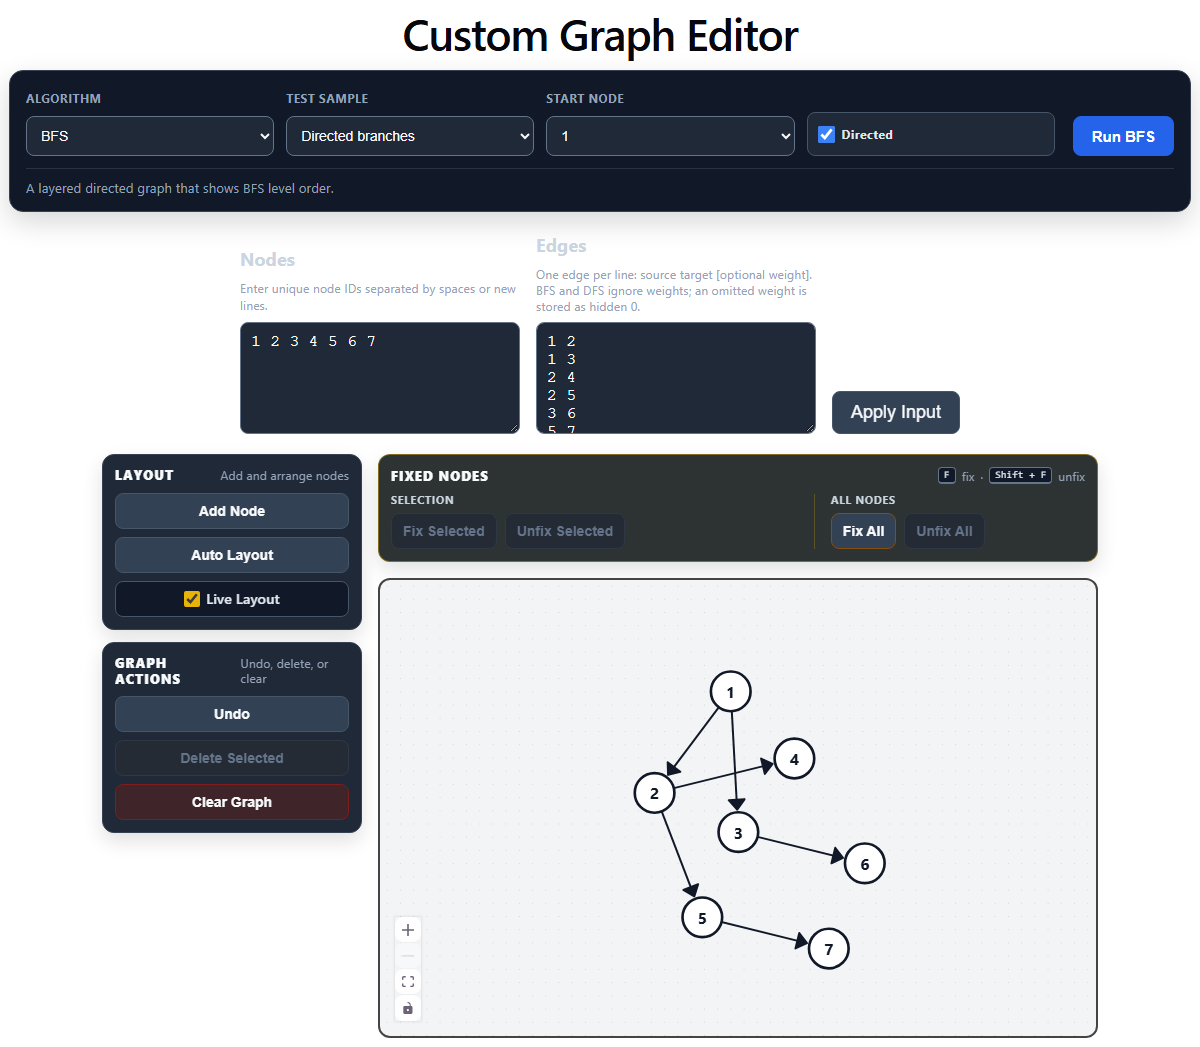 Custom Graph Editor
ALGORITHM
TEST SAMPLE
START NODE
BFS
Directed branches
1
Directed
Run BFS
A layered directed graph that shows BFS level order.
Nodes
Enter unique node IDs separated by spaces or new
lines.
1 2 3 4 5 6 7
Edges
One edge per line: source target [optional weight].
BFS and DFS ignore weights; an omitted weight is
stored as hidden 0.
1 2
1 3
2 4
2 5
3 6
5 7
Apply Input
LAYOUT
Add and arrange nodes
Add Node
Auto Layout
Live Layout
GRAPH
ACTIONS
Undo, delete, or
clear
Undo
Delete Selected
Clear Graph
FIXED NODES
F fix · Shift + F unfix
SELECTION
Fix Selected
Unfix Selected
ALL NODES
Fix All
Unfix All
1
4
2
3
6
5
7